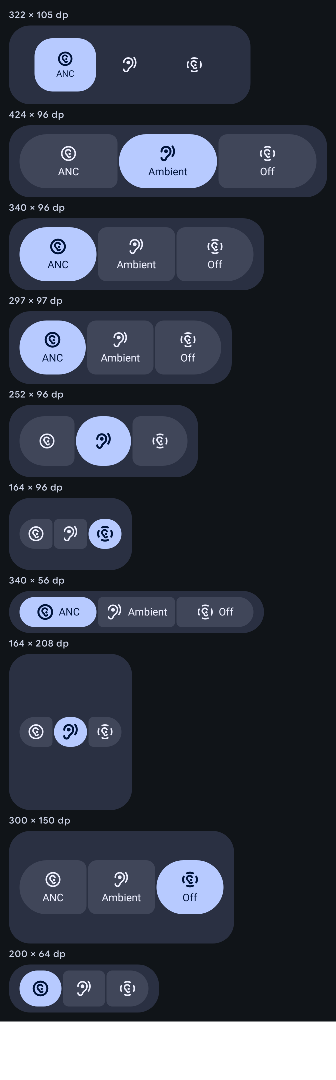 322 × 105 dp
ANC
424 × 96 dp
ANC Ambient Off
340 × 96 dp
ANC Ambient Off
297 × 97 dp
ANC Ambient Off
252 × 96 dp
164 × 96 dp
340 × 56 dp
ANC Ambient Off
164 × 208 dp
300 × 150 dp
ANC Ambient Off
200 × 64 dp